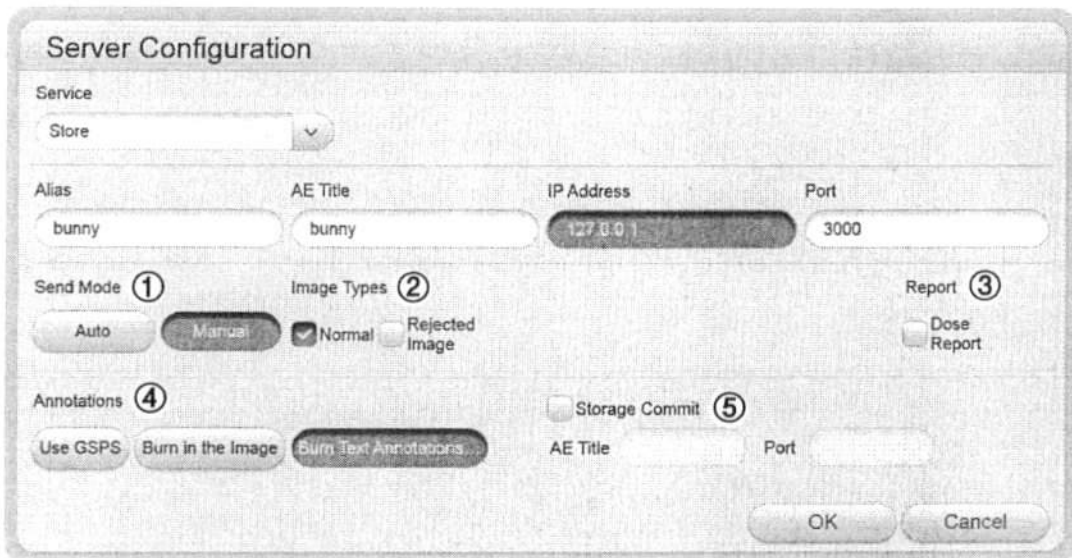 Server Configuration
Service
Store
Alias AE Title IP Address Port
bunny bunny 127.0.0.1 3000
Send Mode ① Image Types ② Report ③
Auto Manual Normal Rejected Image Dose Report
Annotations ④ Storage Commit ⑤
Use GSPS Burn in the Image Burn Text Annotations... AE Title Port
OK Cancel